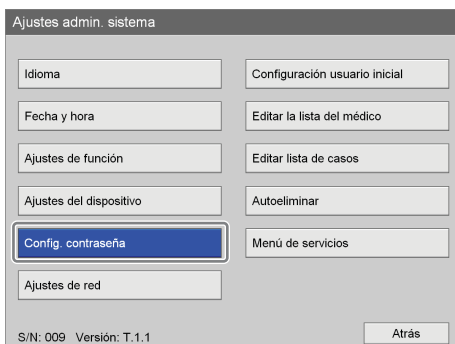 Ajustes admin. sistema
Idioma
Configuración usuario inicial
Fecha y hora
Editar la lista del médico
Ajustes de función
Editar lista de casos
Ajustes del dispositivo
Autoeliminar
Config. contraseña
Menú de servicios
Ajustes de red
S/N: 009 Versión: T.1.1
Atrás